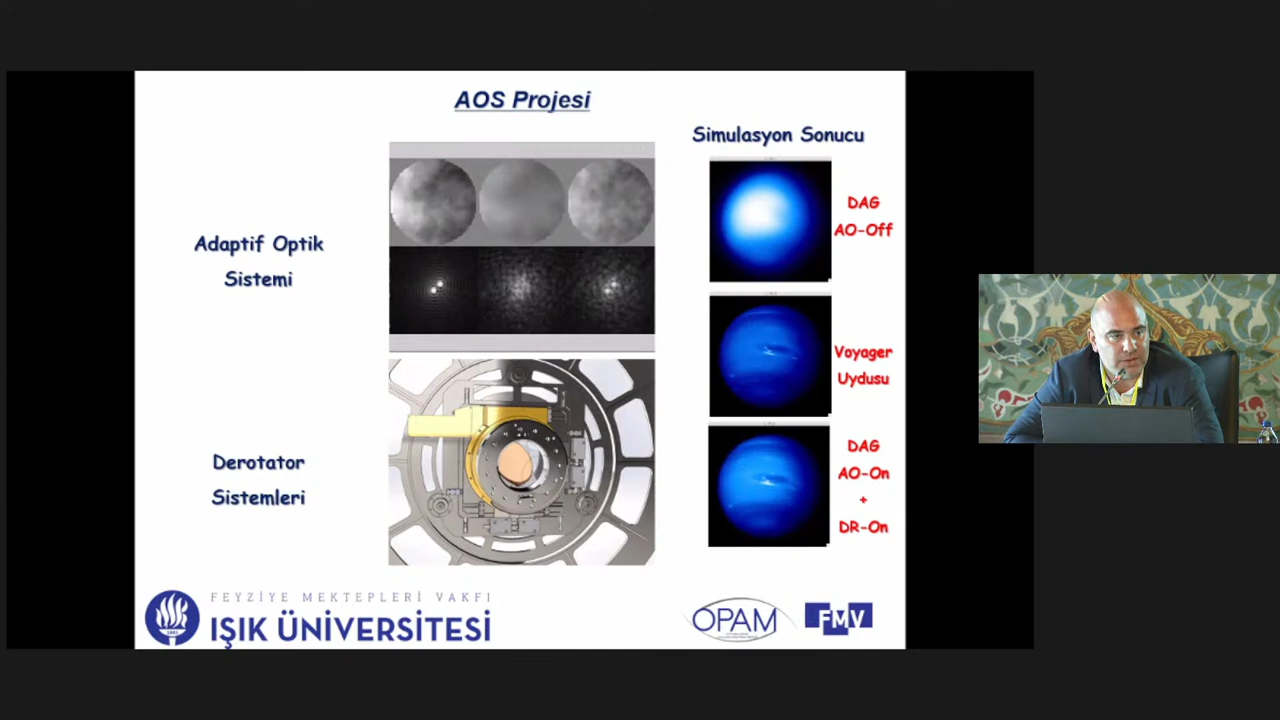 AOS Projesi
Simulasyon Sonucu
Adaptif Optik
Sistemi
DAG
AO-Off
Voyager
Uydusu
Derotator
Sistemleri
DAG
AO-On
+
DR-On
FEYZİYE MEKTEPLERİ VAKFI
IŞIK ÜNİVERSİTESİ
OPAM
FMV